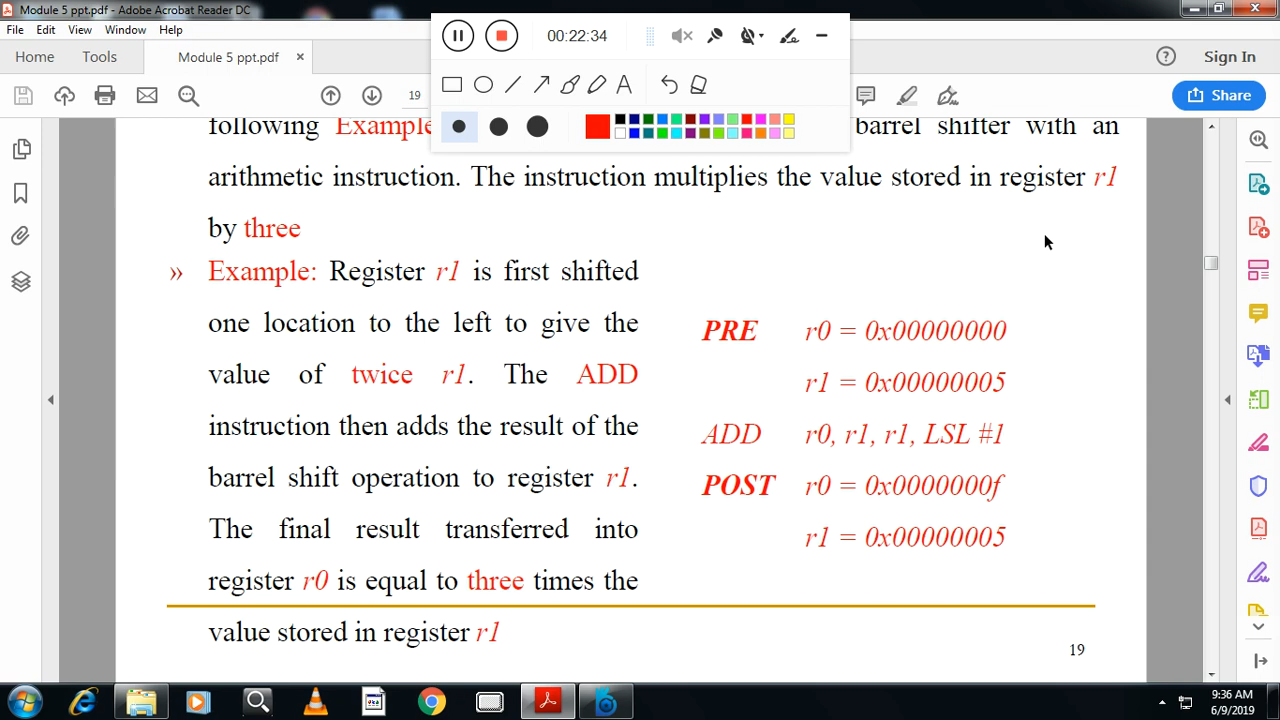 Module 5 ppt.pdf - Adobe Acrobat Reader DC
File Edit View Window Help
00:22:34
Home Tools Module 5 ppt.pdf × Sign In
19 Share
A
following Example barrel shifter with an
arithmetic instruction. The instruction multiplies the value stored in register r1
by three
» Example: Register r1 is first shifted
one location to the left to give the
value of twice r1. The ADD
instruction then adds the result of the
barrel shift operation to register r1.
The final result transferred into
register r0 is equal to three times the
value stored in register r1
PRE r0 = 0x00000000
r1 = 0x00000005
ADD r0, r1, r1, LSL #1
POST r0 = 0x0000000f
r1 = 0x00000005
19
9:36 AM
6/9/2019